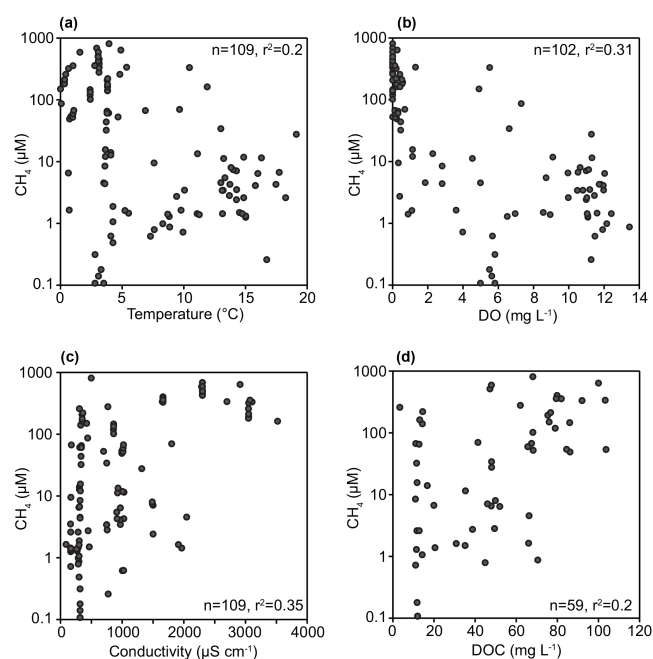 (a)
n=109, r²=0.2
1000
100
10
1
0.1
CH₄ (µM)
0
5
10
15
20
Temperature (°C)
(b)
n=102, r²=0.31
1000
100
10
1
0.1
CH₄ (µM)
0
2
4
6
8
10
12
14
DO (mg L⁻¹)
(c)
n=109, r²=0.35
1000
100
10
1
0.1
CH₄ (µM)
0
1000
2000
3000
4000
Conductivity (µS cm⁻¹)
(d)
n=59, r²=0.2
1000
100
10
1
0.1
CH₄ (µM)
0
20
40
60
80
100
120
DOC (mg L⁻¹)